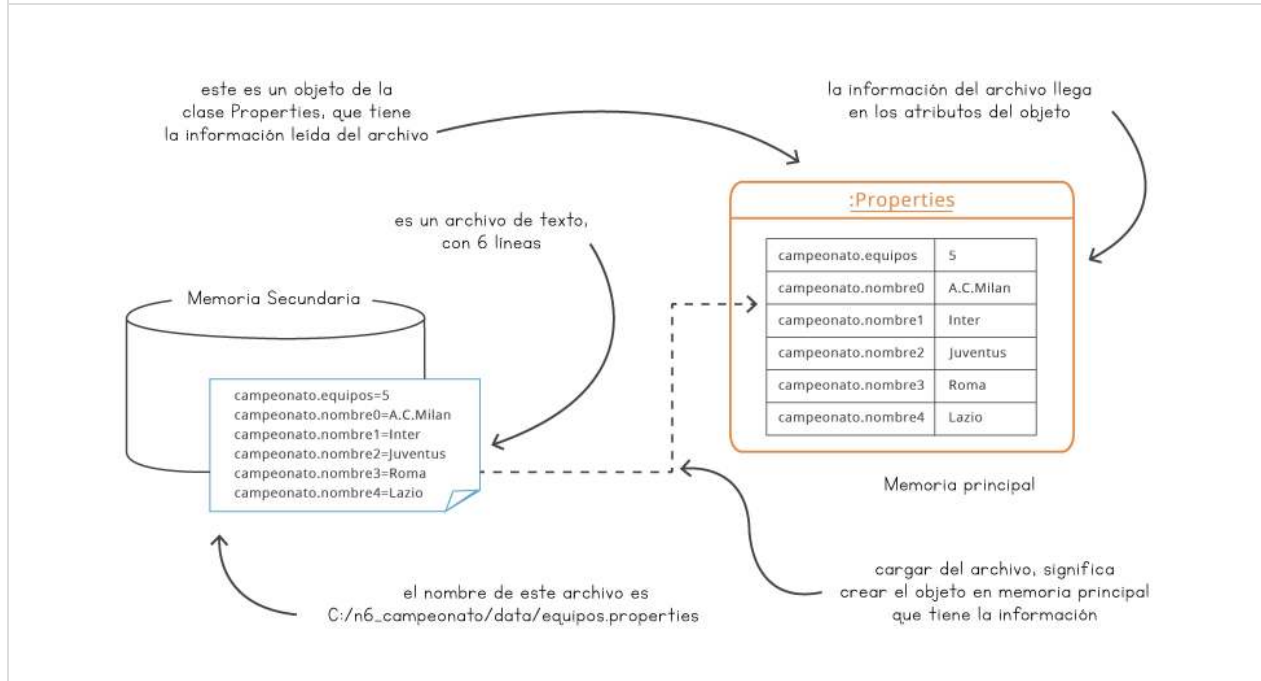 este es un objeto de la
clase Properties, que tiene
la información leída del archivo
la información del archivo llega
en los atributos del objeto
:Properties
es un archivo de texto,
con 6 líneas
campeonato.equipos 5
campeonato.nombre0 A.C.Milan
campeonato.nombre1 Inter
campeonato.nombre2 Juventus
campeonato.nombre3 Roma
campeonato.nombre4 Lazio
Memoria Secundaria
campeonato.equipos=5
campeonato.nombre0=A.C.Milan
campeonato.nombre1=Inter
campeonato.nombre2=Juventus
campeonato.nombre3=Roma
campeonato.nombre4=Lazio
Memoria principal
el nombre de este archivo es
C:/n6_campeonato/data/equipos.properties
cargar del archivo, significa
crear el objeto en memoria principal
que tiene la información